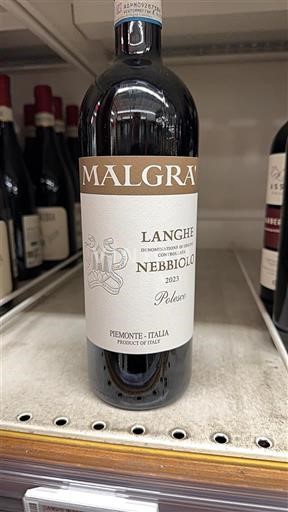 MALGRA'
LANGHE
DENOMINAZIONE DI ORIGINE
CONTROLLATA
NEBBIOLO
2023
Polesco
PIEMONTE - ITALIA
PRODUCT OF ITALY